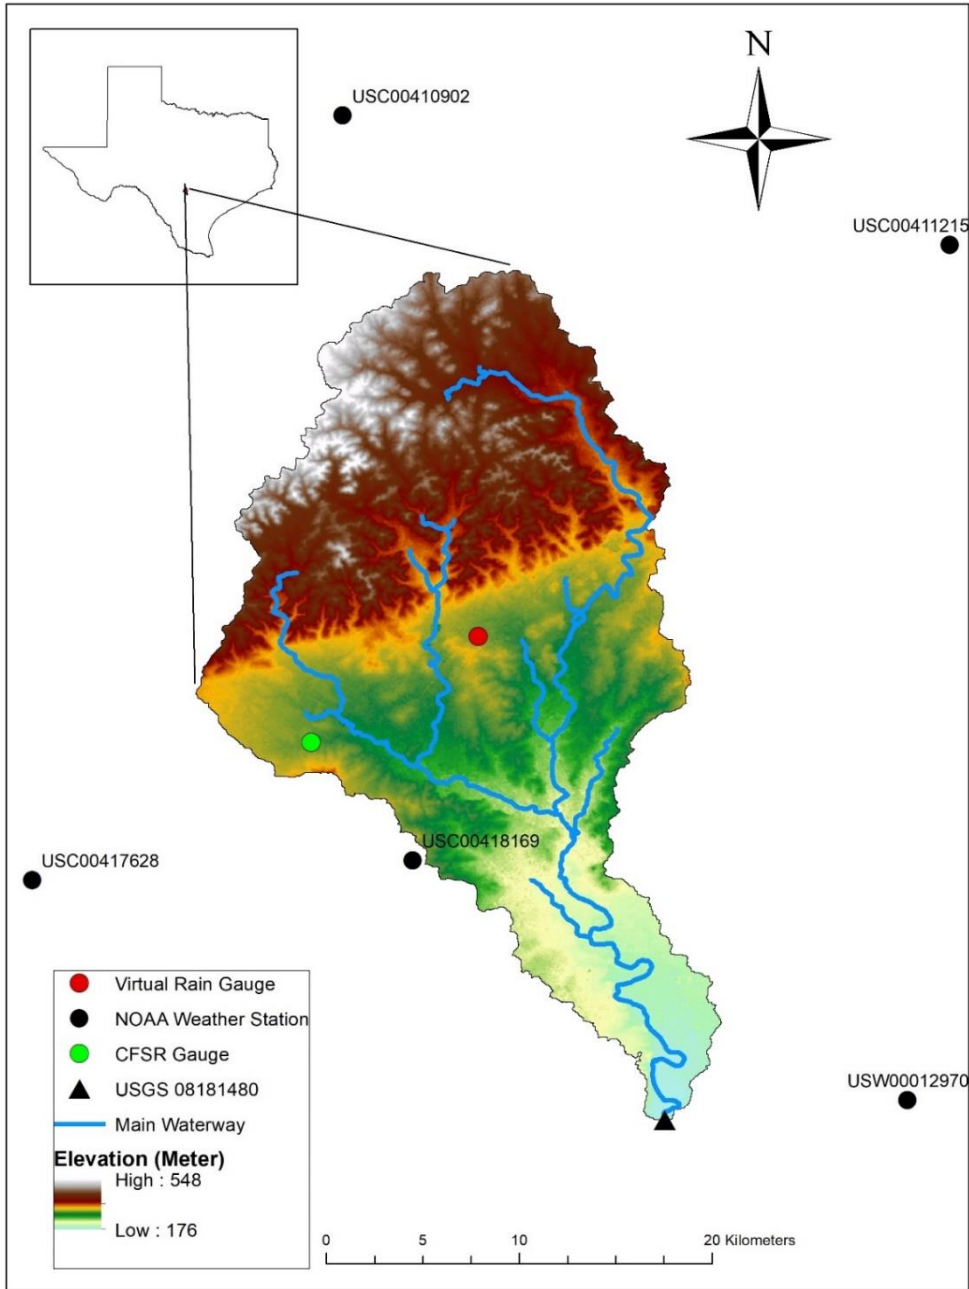 N
USC00410902
USC00411215
USC00418169
USC00417628
USW00012970
Virtual Rain Gauge
NOAA Weather Station
CFSR Gauge
USGS 08181480
Main Waterway
Elevation (Meter)
High : 548
Low : 176
0 5 10 20 Kilometers